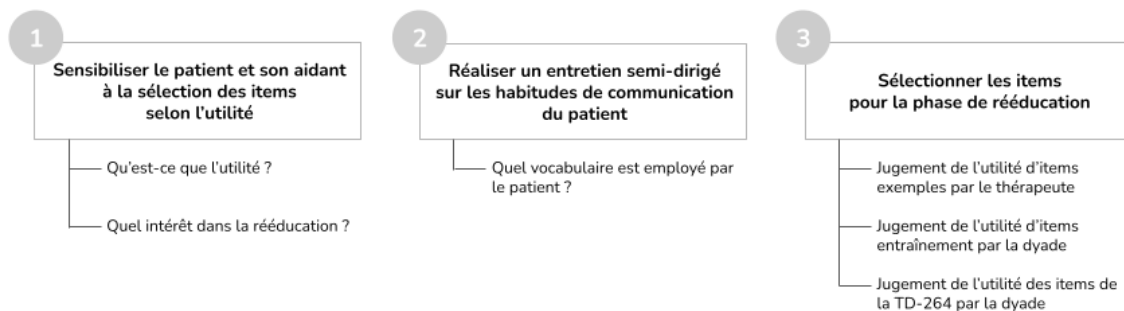 1
Sensibiliser le patient et son aidant
à la sélection des items
selon l'utilité
Qu'est-ce que l'utilité ?
Quel intérêt dans la rééducation ?
2
Réaliser un entretien semi-dirigé
sur les habitudes de communication
du patient
Quel vocabulaire est employé par
le patient ?
3
Sélectionner les items
pour la phase de rééducation
Jugement de l'utilité d'items
exemples par le thérapeute
Jugement de l'utilité d'items
entraînement par la dyade
Jugement de l'utilité des items de
la TD-264 par la dyade